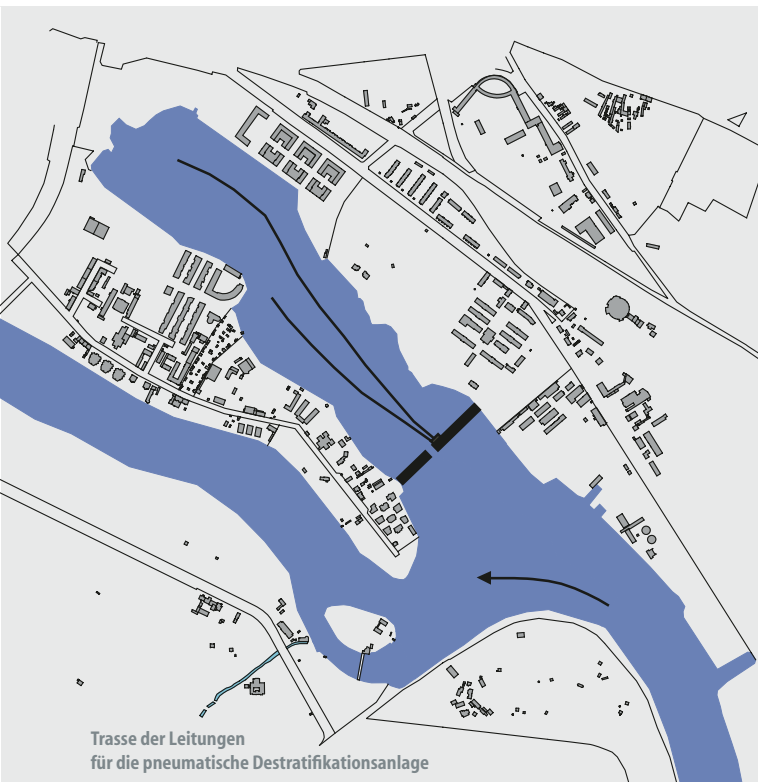 Trasse der Leitungen
für die pneumatische Destratifikationsanlage